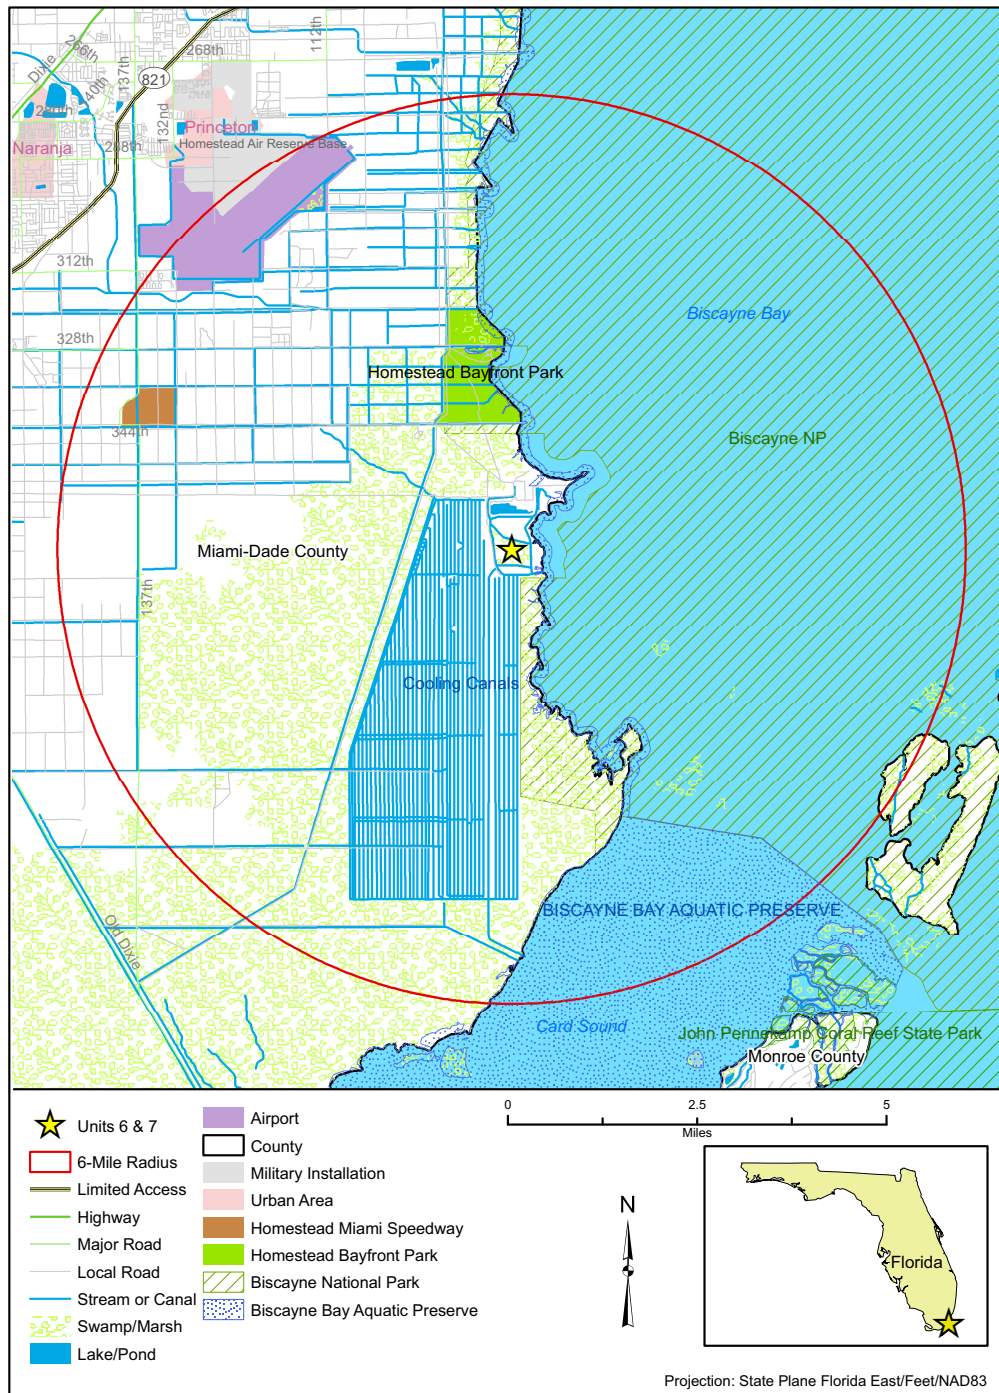 266th
268th
112th
Dixie
137th
821
40th
280th
132nd
Princeton
Naranja
288th
Homestead Air Reserve Base
312th
Biscayne Bay
328th
Homestead Bayfront Park
344th
Biscayne NP
Miami-Dade County
137th
Cooling Canals
BISCAYNE BAY AQUATIC PRESERVE
Old Dixie
Card Sound
John Pennekamp Coral Reef State Park
Monroe County
Units 6 & 7
6-Mile Radius
Limited Access
Highway
Major Road
Local Road
Stream or Canal
Swamp/Marsh
Lake/Pond
Airport
County
Military Installation
Urban Area
Homestead Miami Speedway
Homestead Bayfront Park
Biscayne National Park
Biscayne Bay Aquatic Preserve
0 2.5 5
Miles
N
Florida
Projection: State Plane Florida East/Feet/NAD83